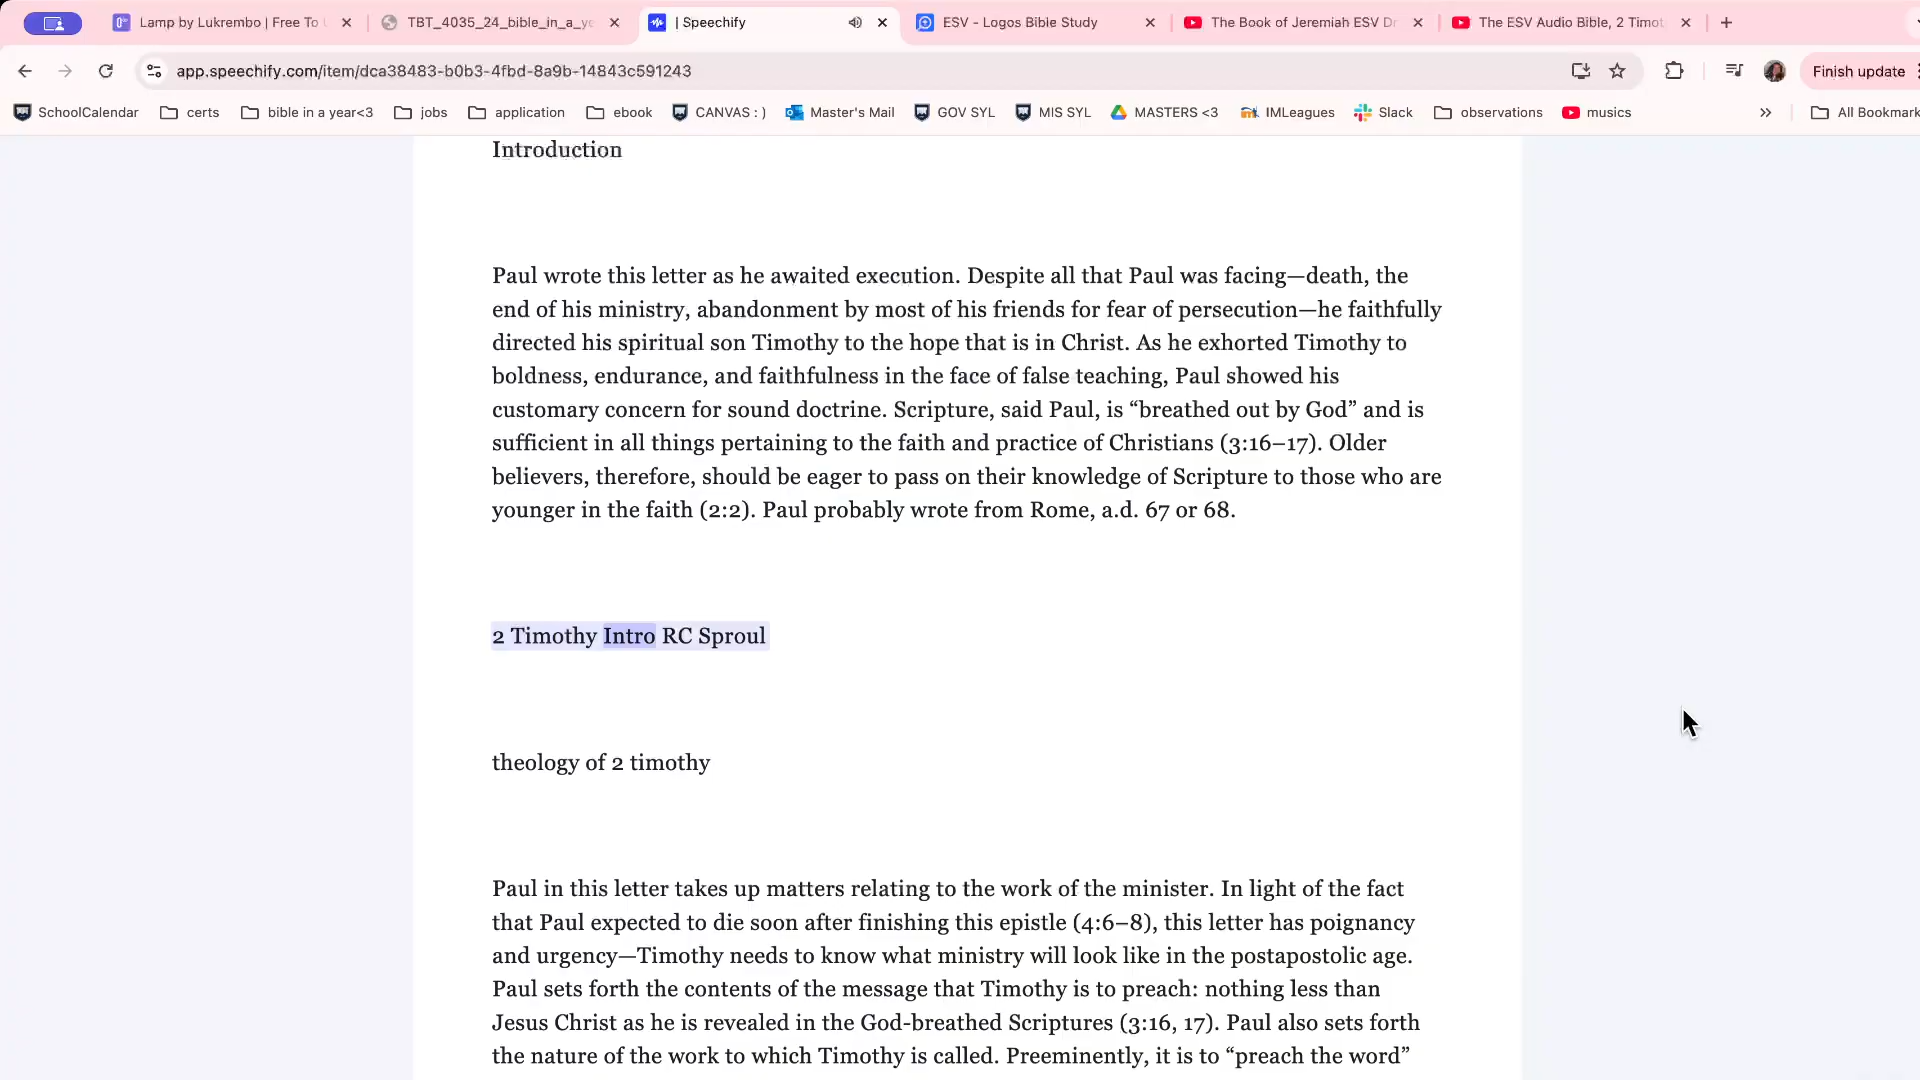 Lamp by Lukrembo | Free To U
TBT_4035_24_bible_in_a_ye
| Speechify
ESV - Logos Bible Study
The Book of Jeremiah ESV Dr
The ESV Audio Bible, 2 Timot
app.speechify.com/item/dca38483-b0b3-4fbd-8a9b-14843c591243
Finish update
SchoolCalendar
certs
bible in a year<3
jobs
application
ebook
CANVAS : )
Master's Mail
GOV SYL
MIS SYL
MASTERS <3
IMLeagues
Slack
observations
musics
All Bookmark
Introduction
Paul wrote this letter as he awaited execution. Despite all that Paul was facing—death, the
end of his ministry, abandonment by most of his friends for fear of persecution—he faithfully
directed his spiritual son Timothy to the hope that is in Christ. As he exhorted Timothy to
boldness, endurance, and faithfulness in the face of false teaching, Paul showed his
customary concern for sound doctrine. Scripture, said Paul, is “breathed out by God” and is
sufficient in all things pertaining to the faith and practice of Christians (3:16–17). Older
believers, therefore, should be eager to pass on their knowledge of Scripture to those who are
younger in the faith (2:2). Paul probably wrote from Rome, a.d. 67 or 68.
2 Timothy Intro RC Sproul
theology of 2 timothy
Paul in this letter takes up matters relating to the work of the minister. In light of the fact
that Paul expected to die soon after finishing this epistle (4:6–8), this letter has poignancy
and urgency—Timothy needs to know what ministry will look like in the postapostolic age.
Paul sets forth the contents of the message that Timothy is to preach: nothing less than
Jesus Christ as he is revealed in the God-breathed Scriptures (3:16, 17). Paul also sets forth
the nature of the work to which Timothy is called. Preeminently, it is to “preach the word”